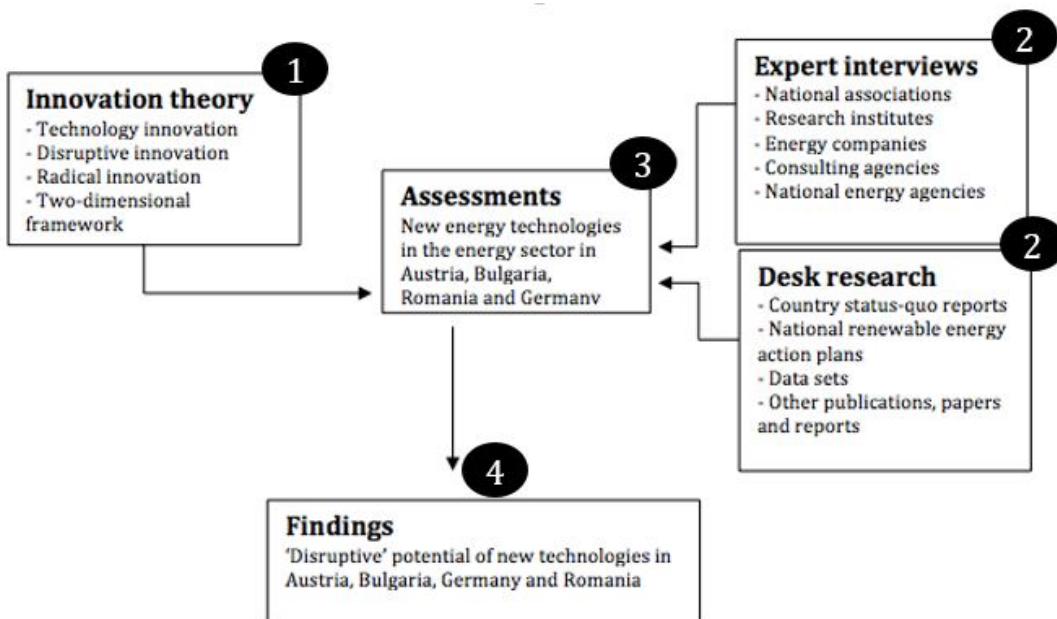 1
Innovation theory
- Technology innovation
- Disruptive innovation
- Radical innovation
- Two-dimensional
framework
2
Expert interviews
- National associations
- Research institutes
- Energy companies
- Consulting agencies
- National energy agencies
2
Desk research
- Country status-quo reports
- National renewable energy
action plans
- Data sets
- Other publications, papers
and reports
3
Assessments
New energy technologies
in the energy sector in
Austria, Bulgaria,
Romania and Germany
4
Findings
‘Disruptive’ potential of new technologies in
Austria, Bulgaria, Germany and Romania